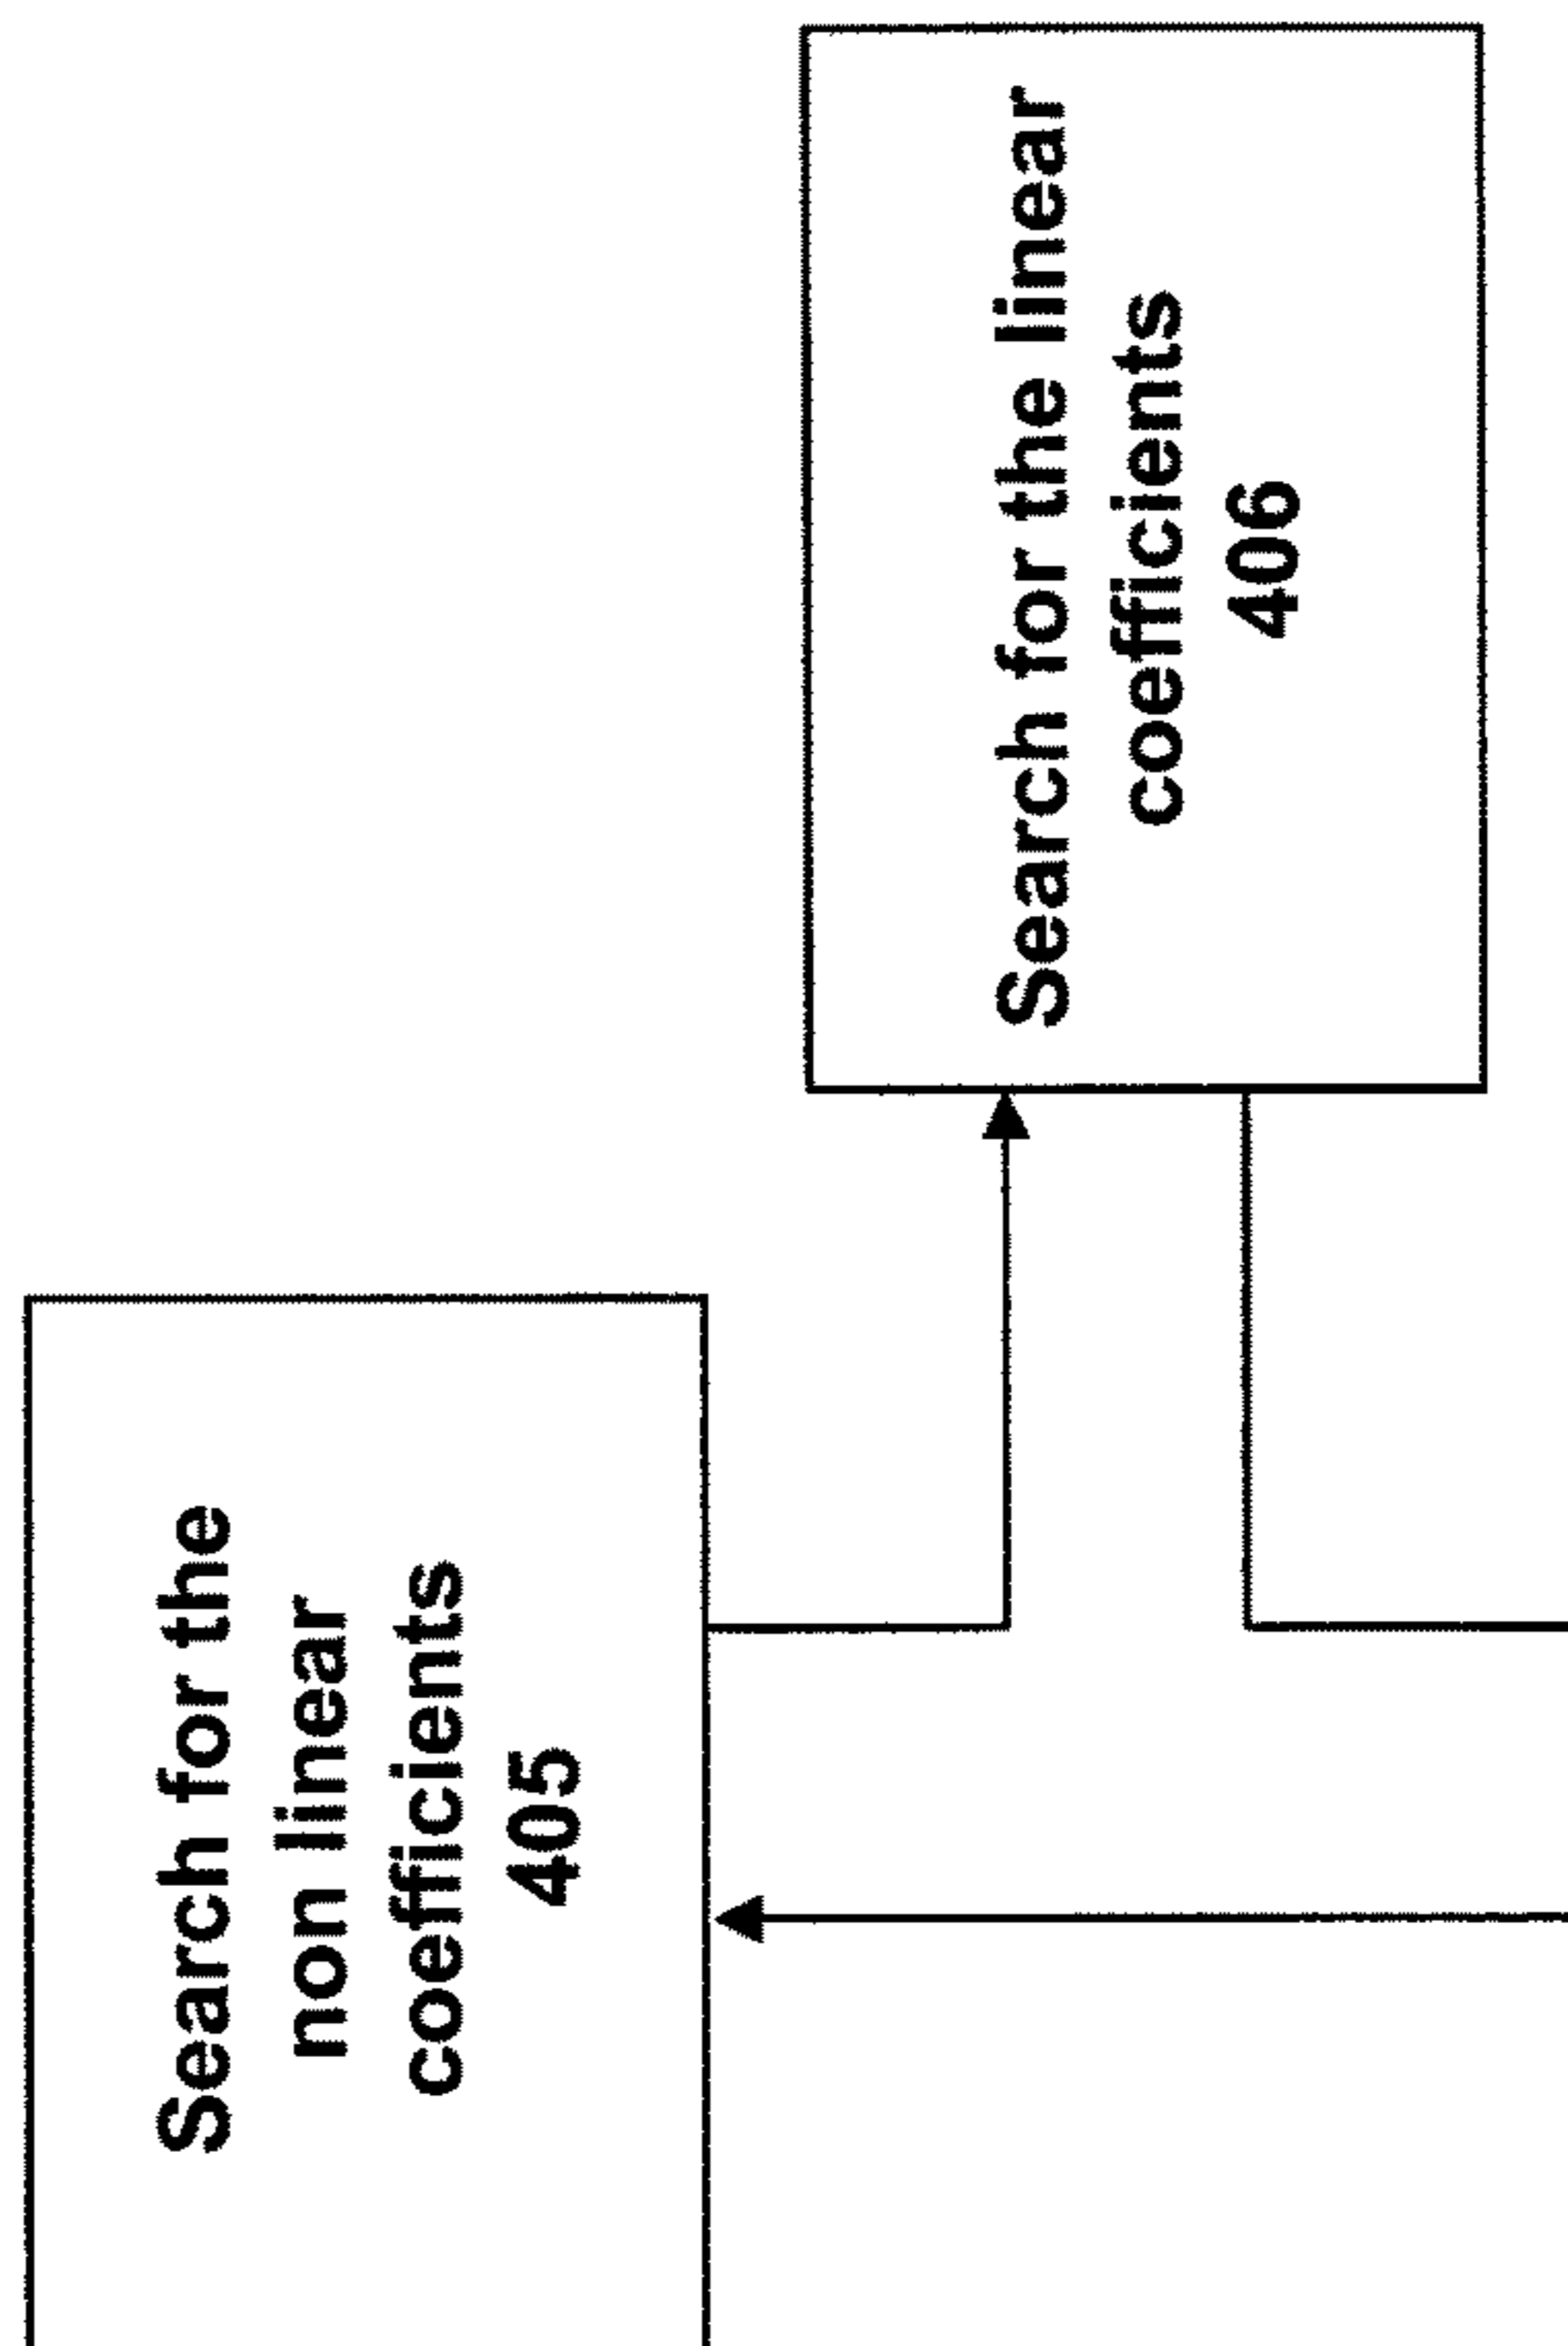 Search for the
non linear
coefficients
405
Search for the linear
coefficients
406